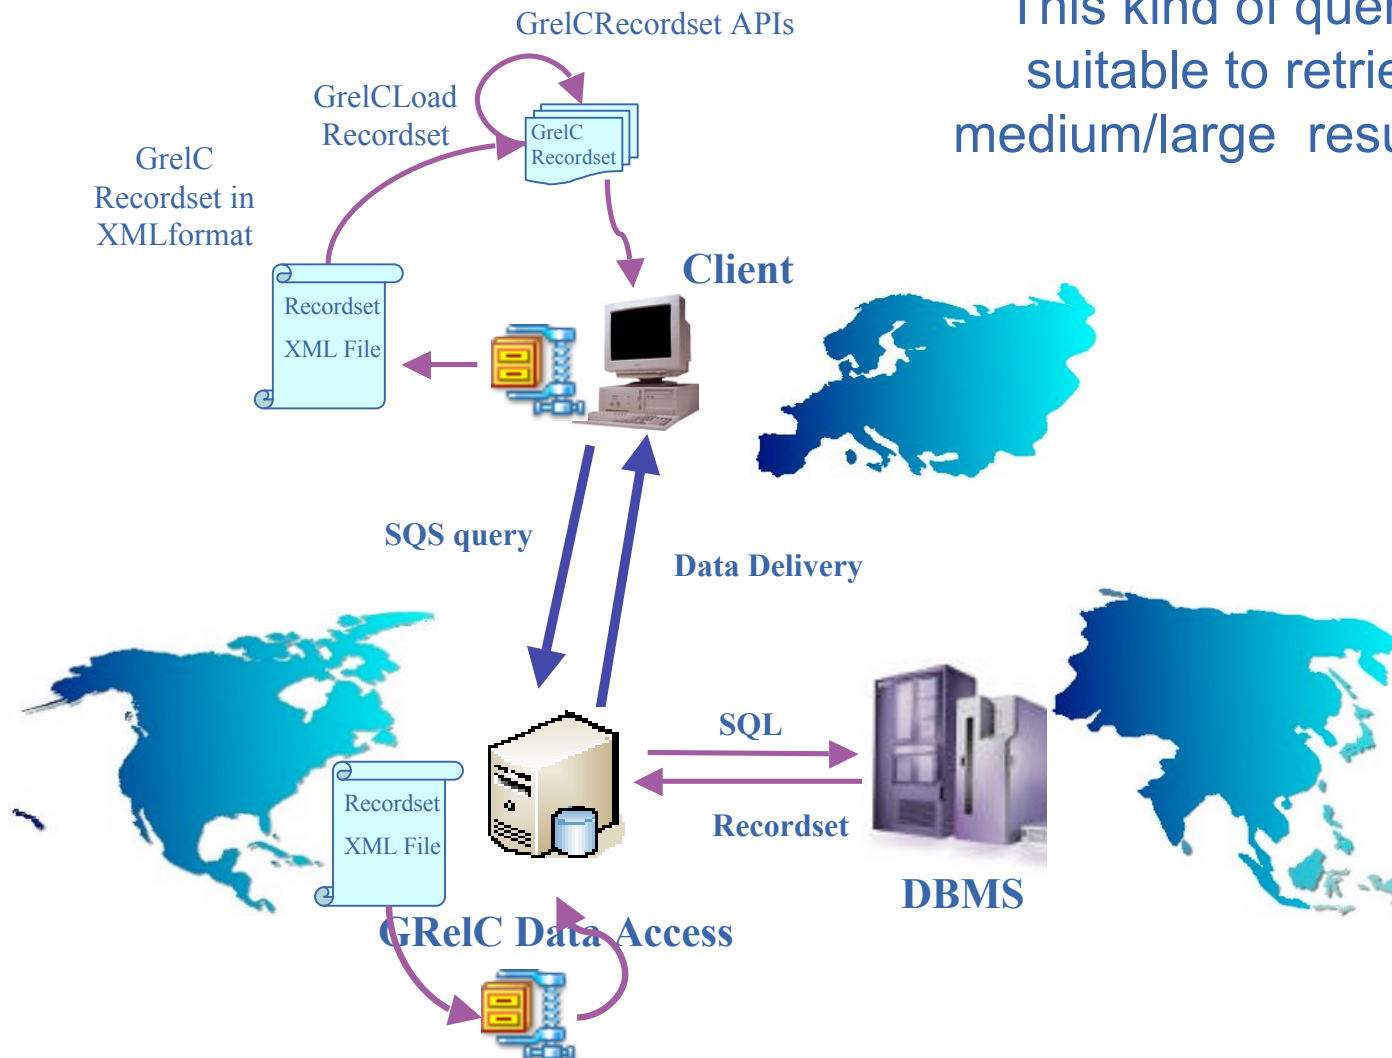 GrelCRecordset APIs
This kind of quer
suitable to retrie
medium/large resu
GrelCLoad
Recordset
GrelC
Recordset
GrelC
Recordset in
XMLformat
Client
Recordset
XML File
SQS query
Data Delivery
SQL
Recordset
Recordset
XML File
DBMS
GRelC Data Access